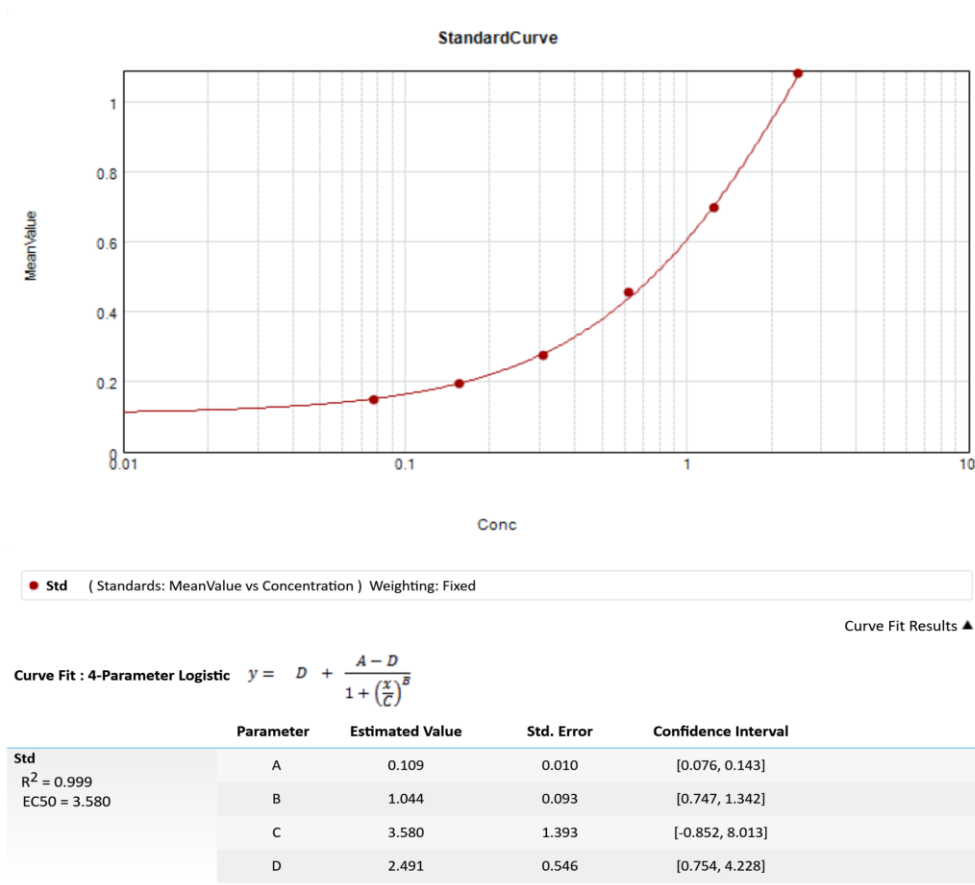 StandardCurve
MeanValue
1
0.8
0.6
0.4
0.2
0
0.01 0.1 1 10
Conc
Std ( Standards: MeanValue vs Concentration ) Weighting: Fixed
Curve Fit Results ▲
Curve Fit : 4-Parameter Logistic y = D + \frac{A - D}{1 + (\frac{x}{C})^B}
Parameter Estimated Value Std. Error Confidence Interval
Std
R² = 0.999
EC50 = 3.580
A 0.109 0.010 [0.076, 0.143]
B 1.044 0.093 [0.747, 1.342]
C 3.580 1.393 [-0.852, 8.013]
D 2.491 0.546 [0.754, 4.228]